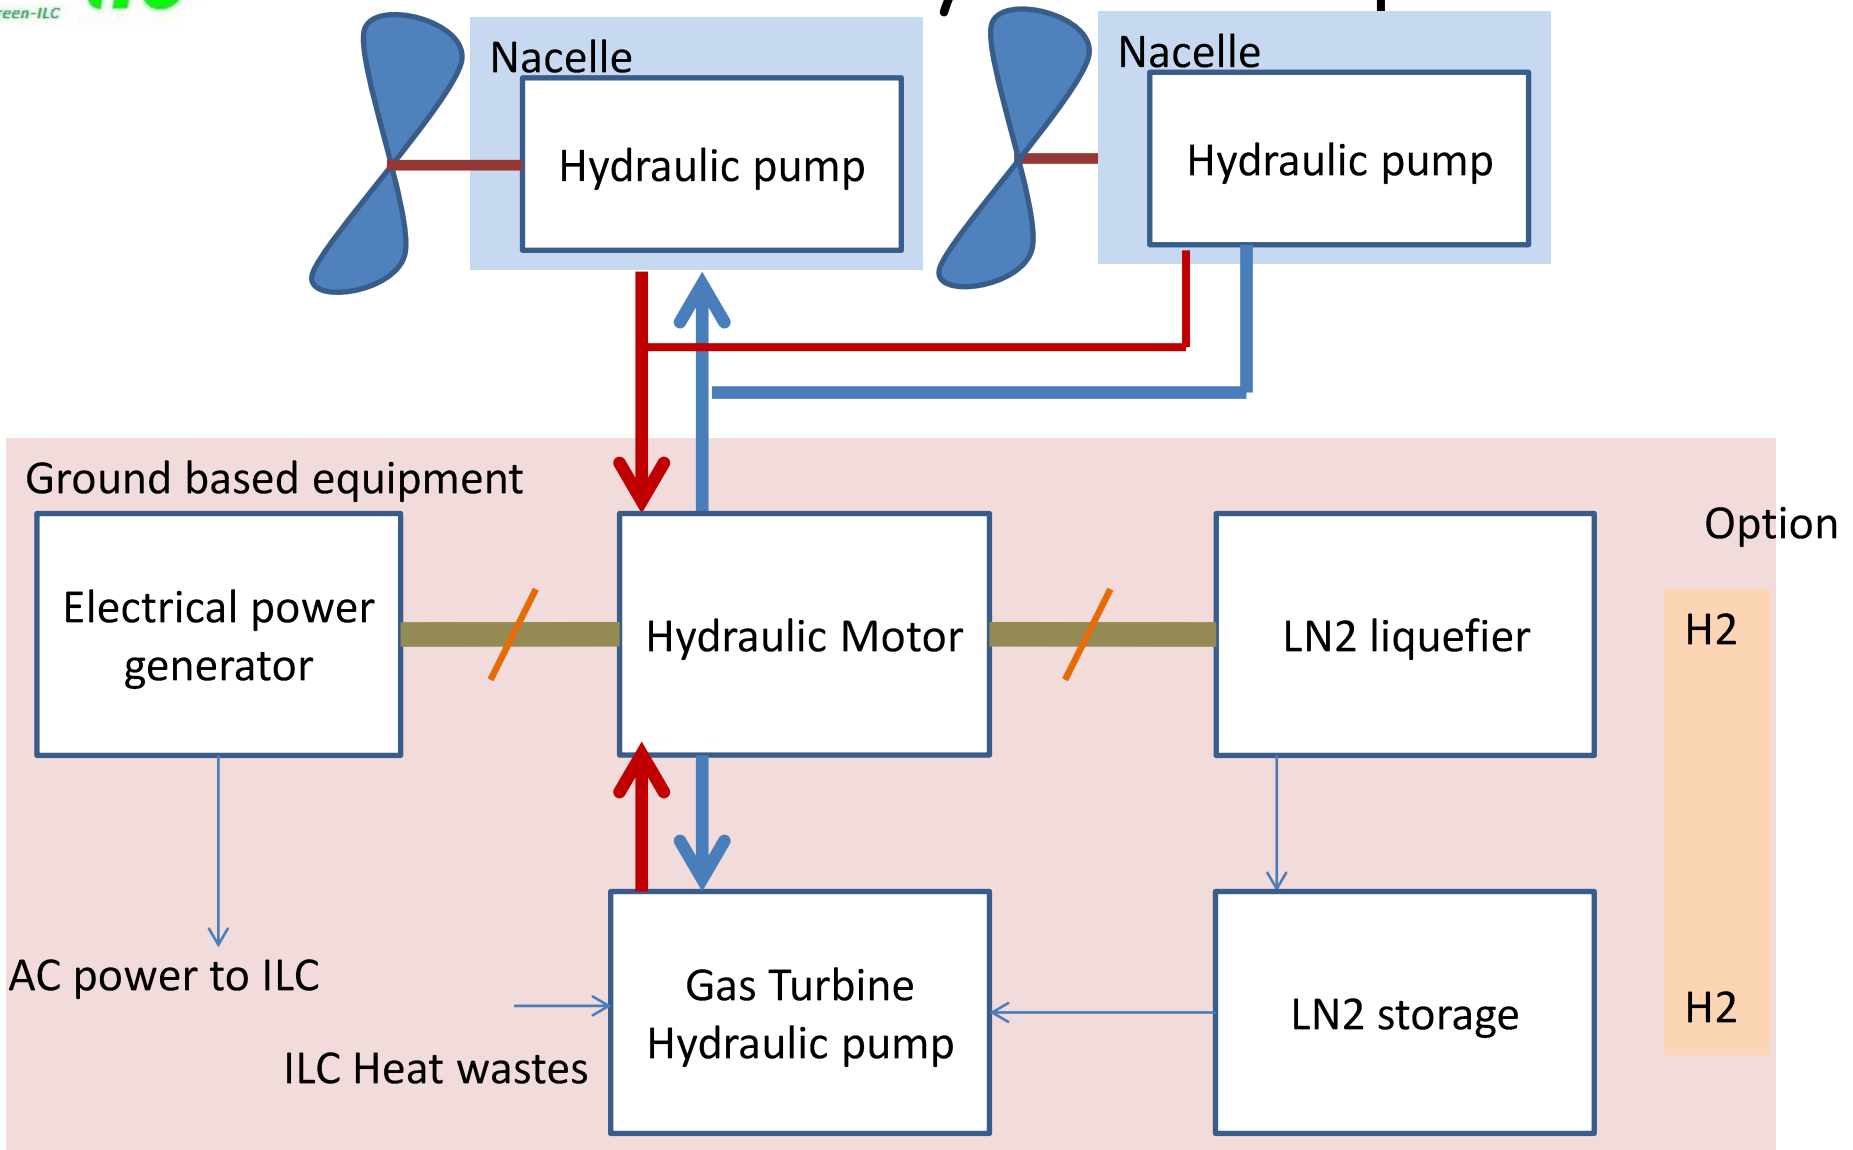 Nacelle
Nacelle
Hydraulic pump
Hydraulic pump
Ground based equipment
Option
Electrical power
generator
Hydraulic Motor
LN2 liquefier
H2
AC power to ILC
Gas Turbine
Hydraulic pump
LN2 storage
H2
ILC Heat wastes